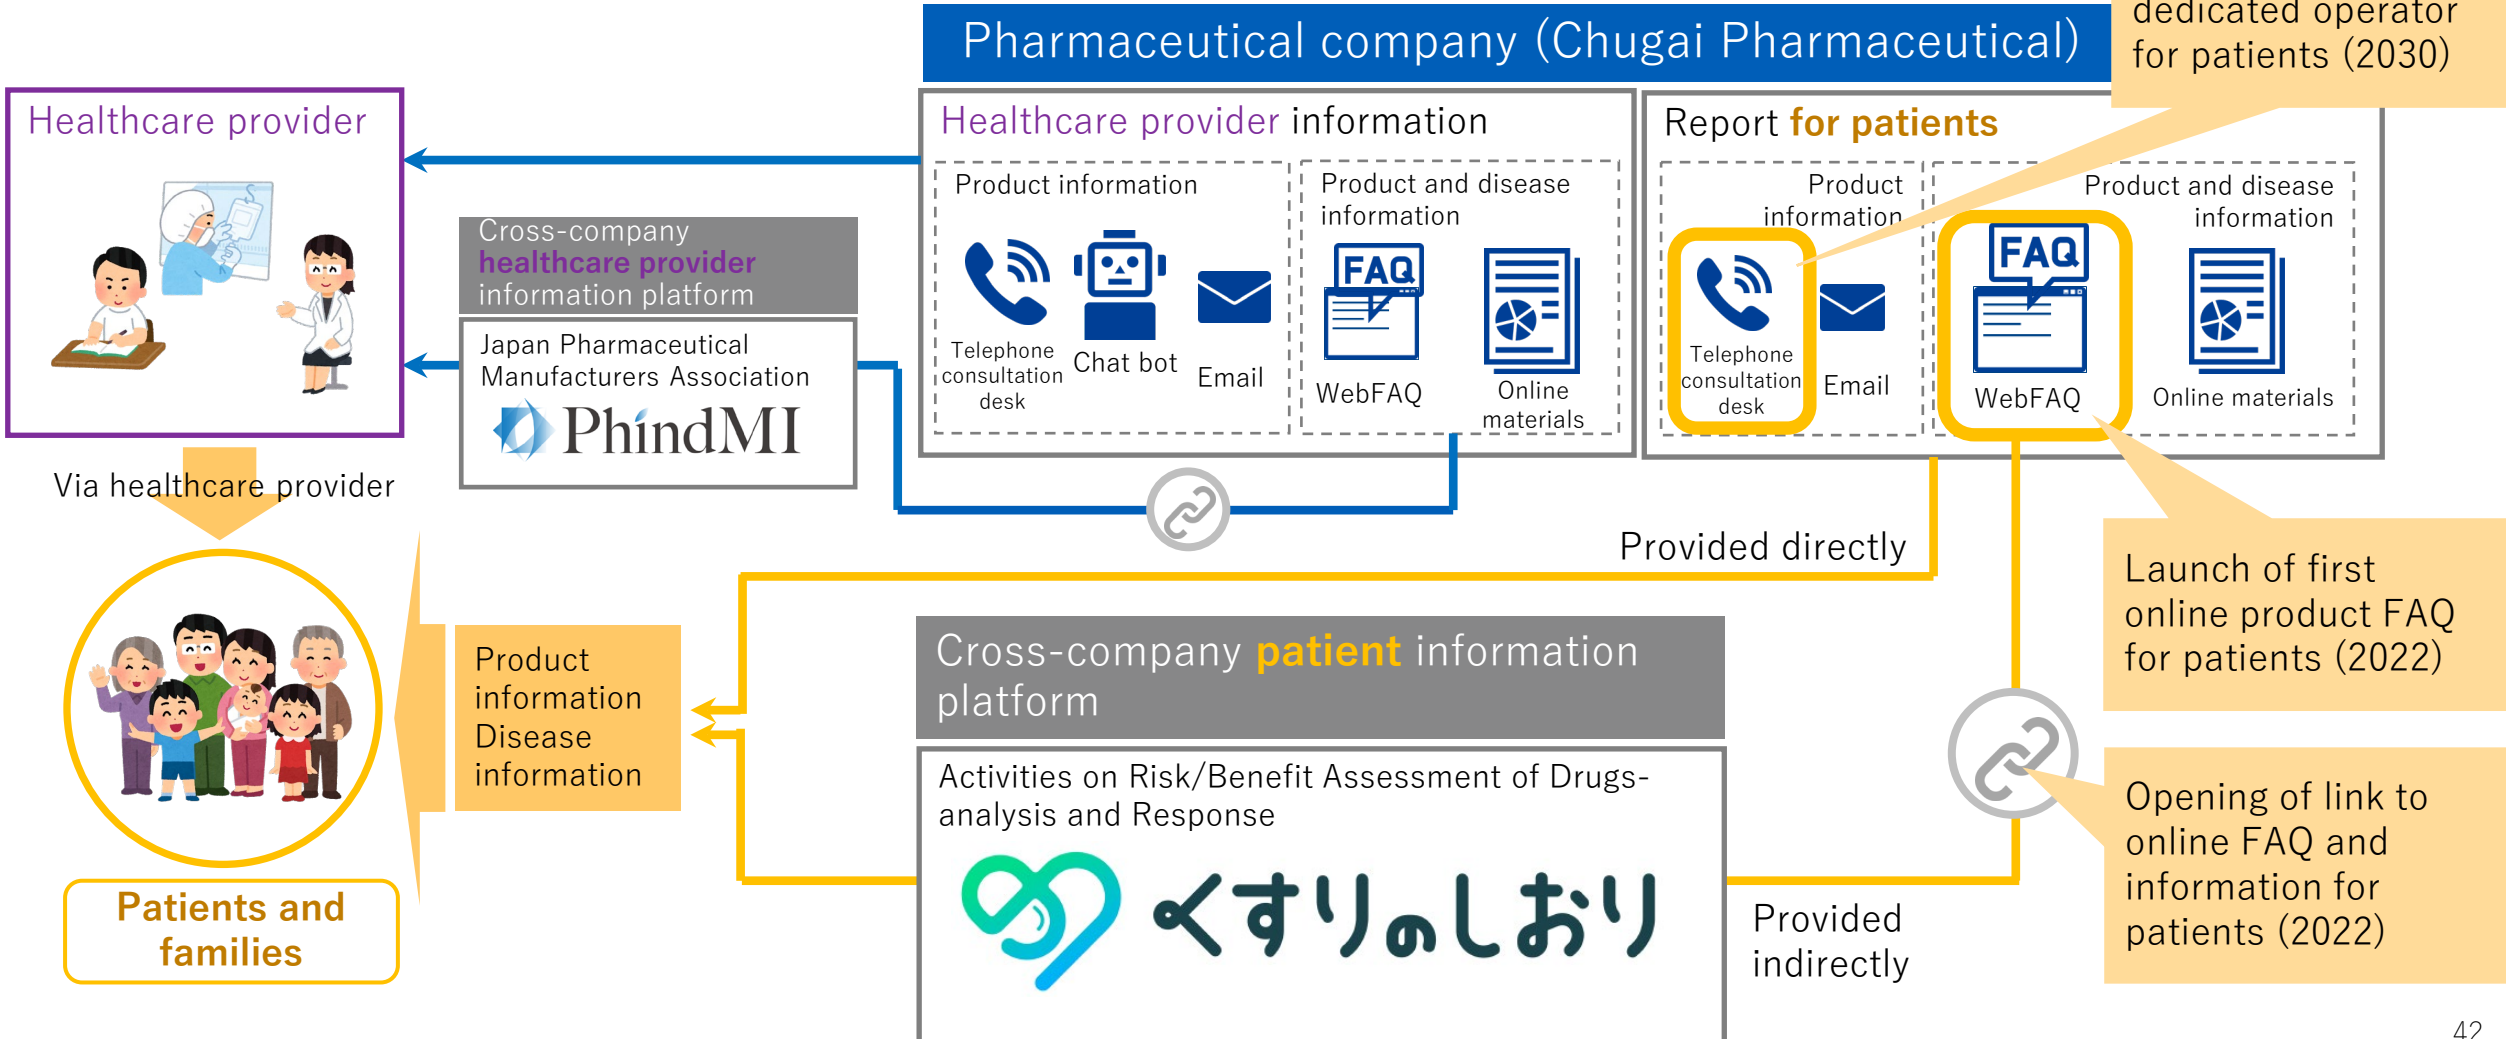 Pharmaceutical company (Chugai Pharmaceutical)
dedicated operator
for patients (2030)
Healthcare provider
Healthcare provider information
Product information
Telephone
consultation
desk
Chat bot
Email
Product and disease
information
FAQ
WebFAQ
Online
materials
Report for patients
Product
information
Telephone
consultation
desk
Email
Product and disease
information
FAQ
WebFAQ
Online materials
Cross-company
healthcare provider
information platform
Japan Pharmaceutical
Manufacturers Association
PhindMI
Via healthcare provider
Provided directly
Launch of first
online product FAQ
for patients (2022)
Product
information
Disease
information
Cross-company patient information
platform
Activities on Risk/Benefit Assessment of Drugs-
analysis and Response
くすりのしおり
Opening of link to
online FAQ and
information for
patients (2022)
Provided
indirectly
Patients and
families
42